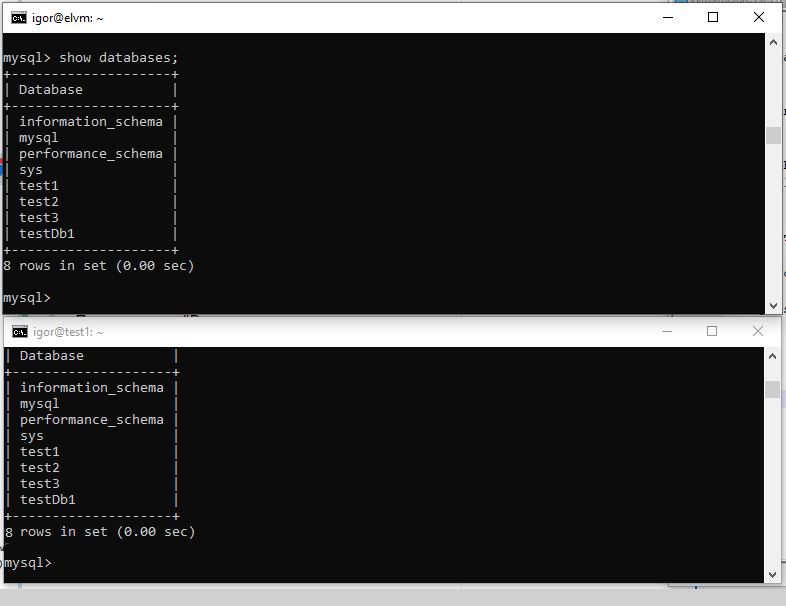 igor@elvm: ~
mysql> show databases;
+--------------------+
| Database           |
+--------------------+
| information_schema |
| mysql              |
| performance_schema |
| sys                |
| test1              |
| test2              |
| test3              |
| testDb1            |
+--------------------+
8 rows in set (0.00 sec)
mysql>
igor@test1: ~
| Database           |
+--------------------+
| information_schema |
| mysql              |
| performance_schema |
| sys                |
| test1              |
| test2              |
| test3              |
| testDb1            |
+--------------------+
8 rows in set (0.00 sec)
mysql>